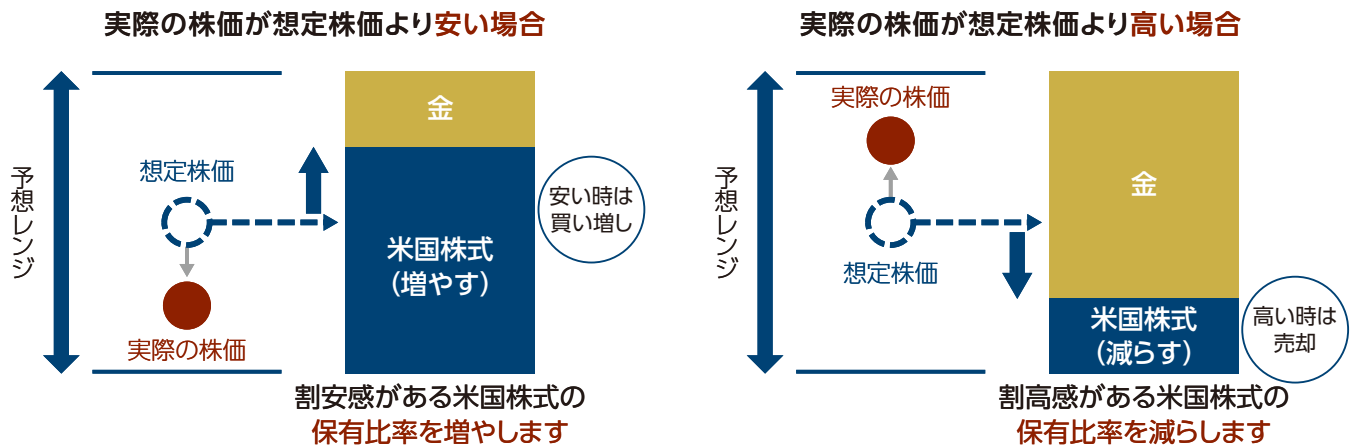 実際の株価が想定株価より安い場合
予想レンジ
想定株価
実際の株価
金
米国株式
(増やす)
安い時は
買い増し
割安感がある米国株式の
保有比率を増やします
実際の株価が想定株価より高い場合
予想レンジ
実際の株価
想定株価
金
米国株式
(減らす)
高い時は
売却
割高感がある米国株式の
保有比率を減らします